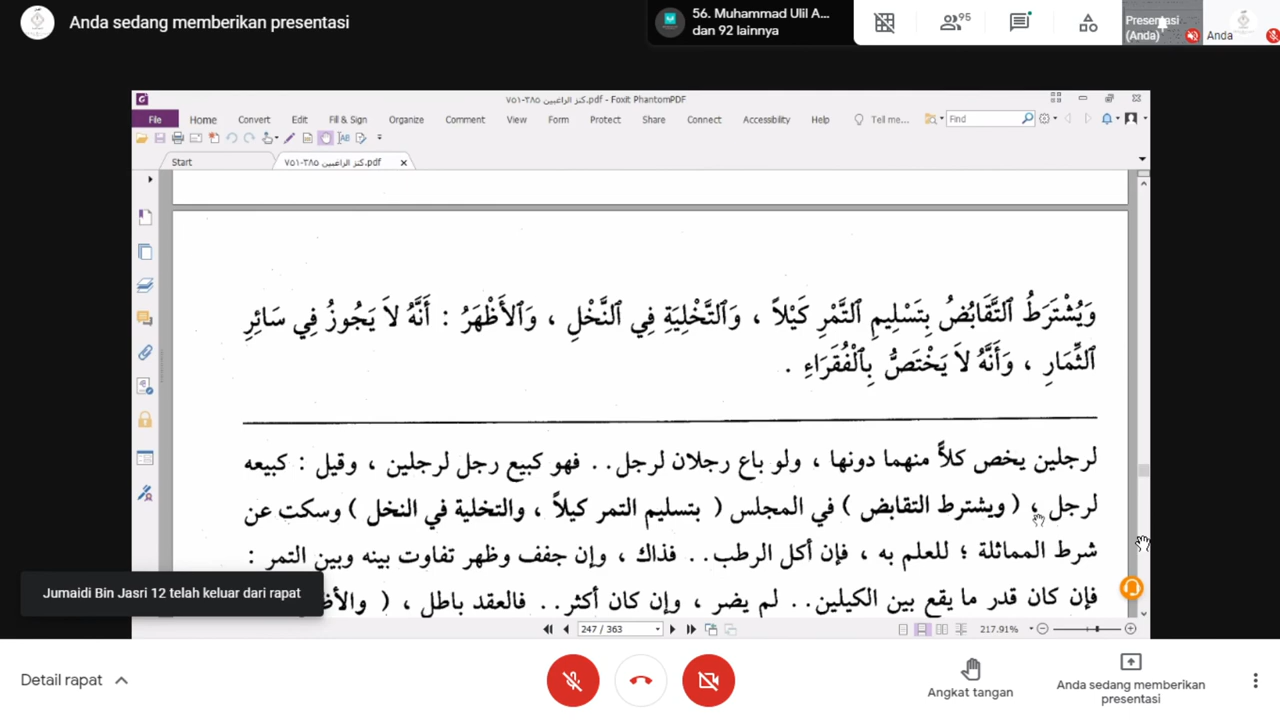 Anda sedang memberikan presentasi
56. Muhammad Ulil A...
dan 92 lainnya
95
Presentasi
(Anda)
Anda
كنز الراغبين ٣٨٥-٧٥١.pdf - Foxit PhantomPDF
File Home Convert Edit Fill & Sign Organize Comment View Form Protect Share Connect Accessibility Help Tell me... Find
Start
كنز الراغبين ٣٨٥-٧٥١.pdf
وَيُشْتَرَطُ ٱلتَّقَابُضُ بِتَسْلِيمِ ٱلتَّمْرِ كَيْلاً ، وَٱلتَّخْلِيَةِ فِي ٱلنَّخْلِ ، وَٱلأَظْهَرُ : أَنَّهُ لاَ يَجُوزُ فِي سَائِرِ
ٱلثِّمَارِ ، وَأَنَّهُ لاَ يَخْتَصُّ بِٱلْفُقَرَاءِ .
لرجلين يخص كلاًّ منهما دونها ، ولو باع رجلان لرجل .. فهو كبيع رجل لرجلين ، وقيل : كبيعه
لرجل ، ( ويشترط التقابض ) في المجلس ( بتسليم التمر كيلاً ، والتخلية في النخل ) وسكت عن
شرط المماثلة ؛ للعلم به ، فإن أكل الرطب .. فذاك ، وإن جفف وظهر تفاوت بينه وبين التمر :
فإن كان قدر ما يقع بين الكيلين .. لم يضر ، وإن كان أكثر .. فالعقد باطل ، ( والأظ
Jumaidi Bin Jasri 12 telah keluar dari rapat
247 / 363
217.91%
Detail rapat
Angkat tangan
Anda sedang memberikan
presentasi